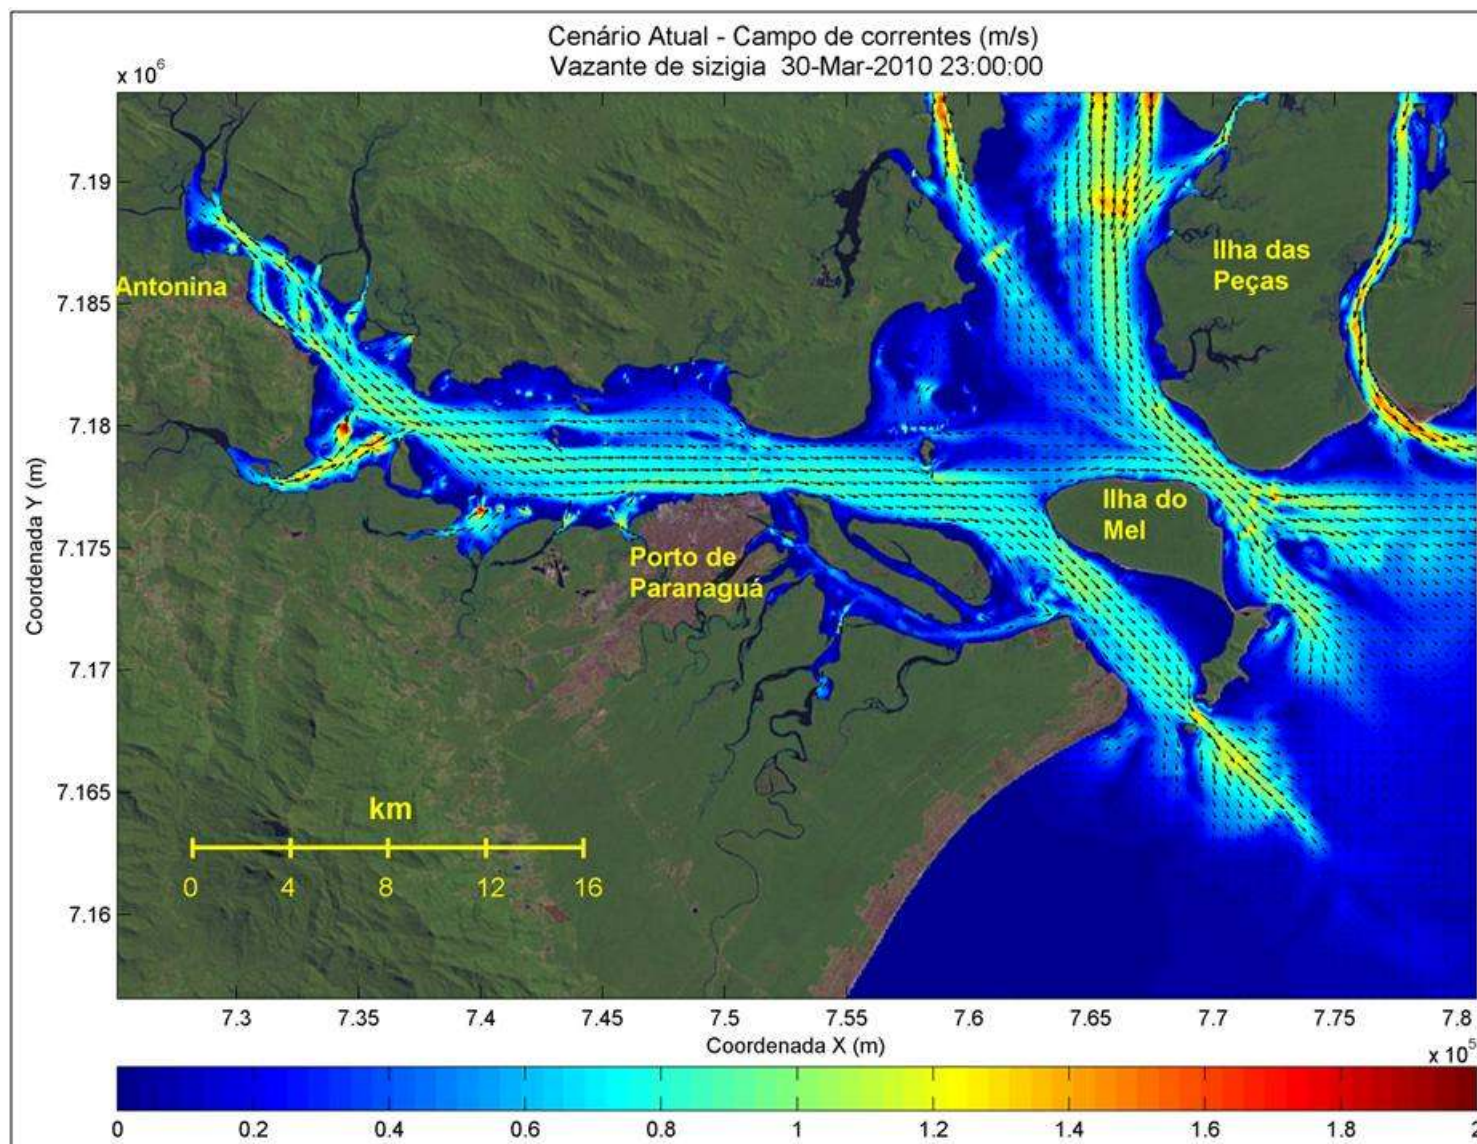 Cenário Atual - Campo de correntes (m/s)
Vazante de sizigia 30-Mar-2010 23:00:00
x 10⁶
7.19
7.185
7.18
7.175
7.17
7.165
7.16
Coordenada Y (m)
Antonina
Ilha das
Peças
Ilha do
Mel
Porto de
Paranaguá
km
0 4 8 12 16
7.3 7.35 7.4 7.45 7.5 7.55 7.6 7.65 7.7 7.75 7.8
Coordenada X (m)
x 10⁵
0 0.2 0.4 0.6 0.8 1 1.2 1.4 1.6 1.8 2